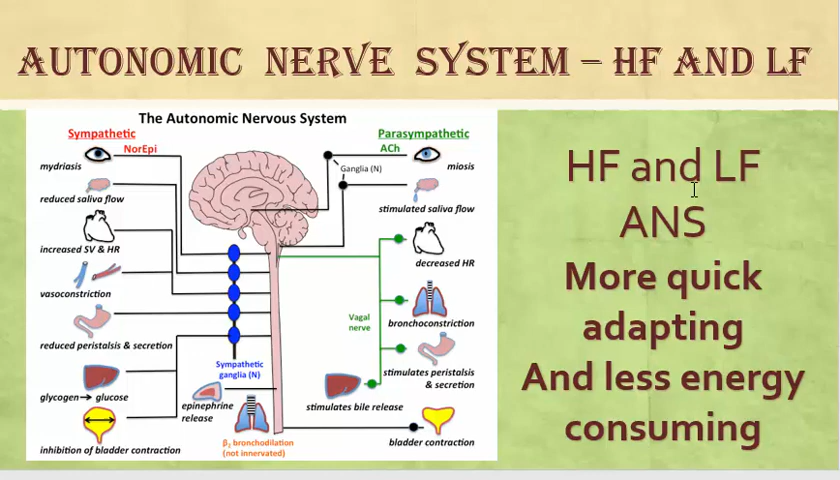 AUTONOMIC NERVE SYSTEM – HF AND LF
The Autonomic Nervous System
Sympathetic
NorEpi
mydriasis
reduced saliva flow
increased SV & HR
vasoconstriction
reduced peristalsis & secretion
glycogen→ glucose
inhibition of bladder contraction
Sympathetic
ganglia (N)
epinephrine
release
β₂ bronchodilation
(not innervated)
Parasympathetic
ACh
Ganglia (N)
miosis
stimulated saliva flow
decreased HR
Vagal
nerve
bronchoconstriction
stimulates peristalsis
& secretion
stimulates bile release
bladder contraction
HF and LF
ANS
More quick
adapting
And less energy
consuming